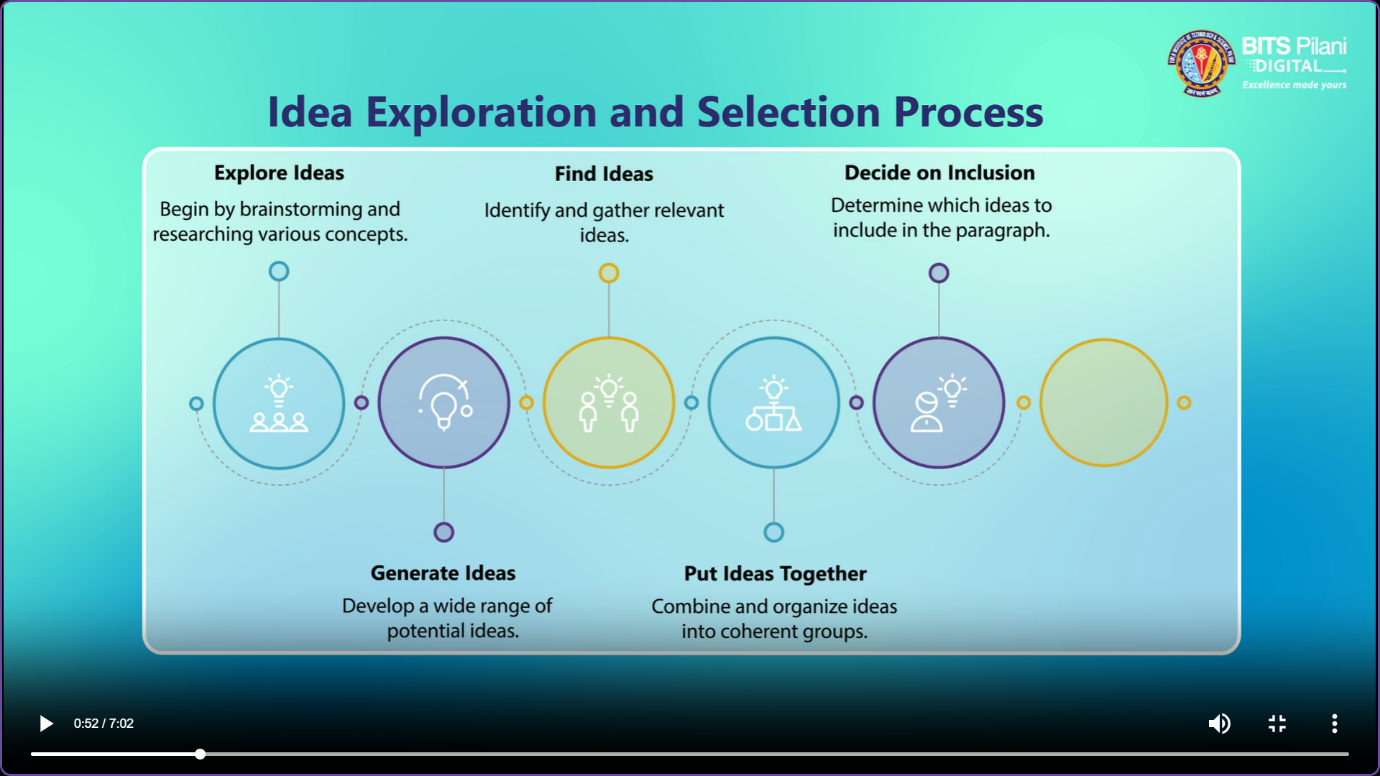 BITS Pilani
DIGITAL
Excellence made yours
Idea Exploration and Selection Process
Explore Ideas
Begin by brainstorming and
researching various concepts.
Find Ideas
Identify and gather relevant
ideas.
Decide on Inclusion
Determine which ideas to
include in the paragraph.
Generate Ideas
Develop a wide range of
potential ideas.
Put Ideas Together
Combine and organize ideas
into coherent groups.
0:52 / 7:02